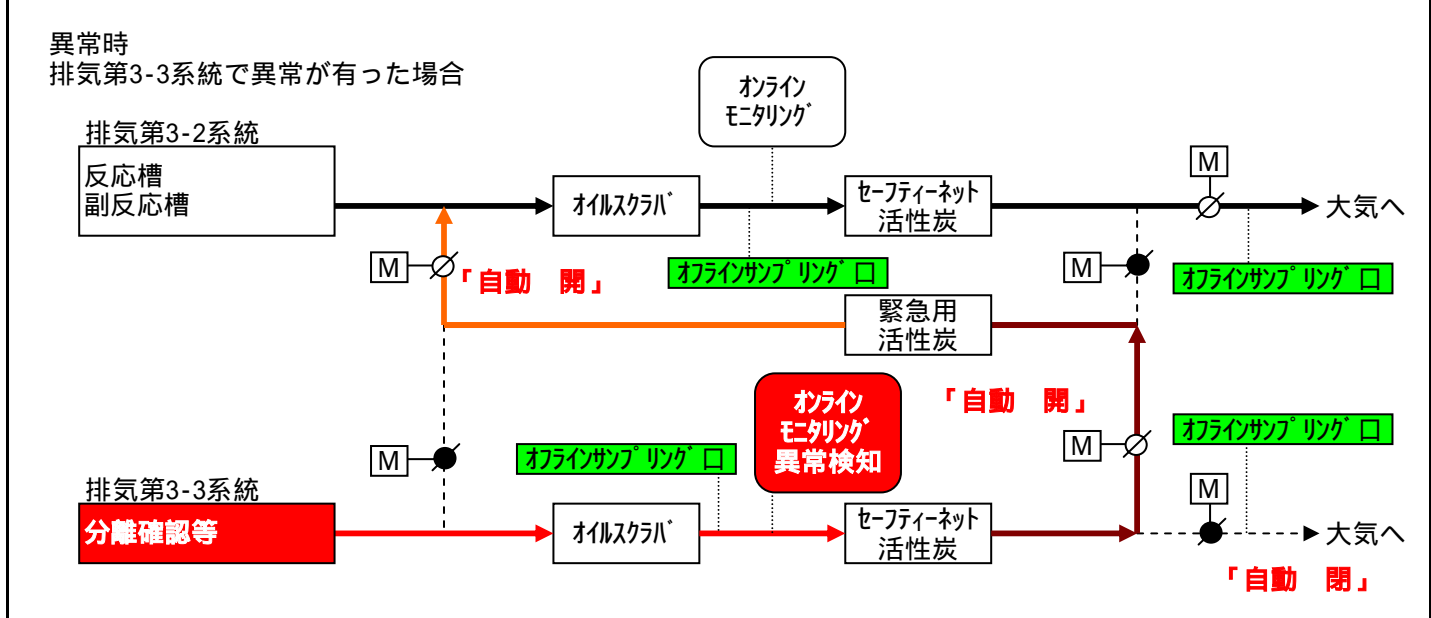 異常時
排気第3-3系統で異常が有った場合
排気第3-2系統
反応槽
副反応槽
ｵｲﾙｽｸﾗﾊﾞ
ｵﾝﾗｲﾝ
ﾓﾆﾀﾘﾝｸﾞ
ｾｰﾌﾃｨｰﾈｯﾄ
活性炭
M
大気へ
M
「自動　開」
ｵﾌﾗｲﾝｻﾝﾌﾟﾘﾝｸﾞ口
M
ｵﾌﾗｲﾝｻﾝﾌﾟﾘﾝｸﾞ口
緊急用
活性炭
「自動　開」
M
ｵﾌﾗｲﾝｻﾝﾌﾟﾘﾝｸﾞ口
M
ｵﾌﾗｲﾝｻﾝﾌﾟﾘﾝｸﾞ口
ｵﾝﾗｲﾝ
ﾓﾆﾀﾘﾝｸﾞ
異常検知
排気第3-3系統
分離確認等
ｵｲﾙｽｸﾗﾊﾞ
ｾｰﾌﾃｨｰﾈｯﾄ
活性炭
M
大気へ
「自動　閉」